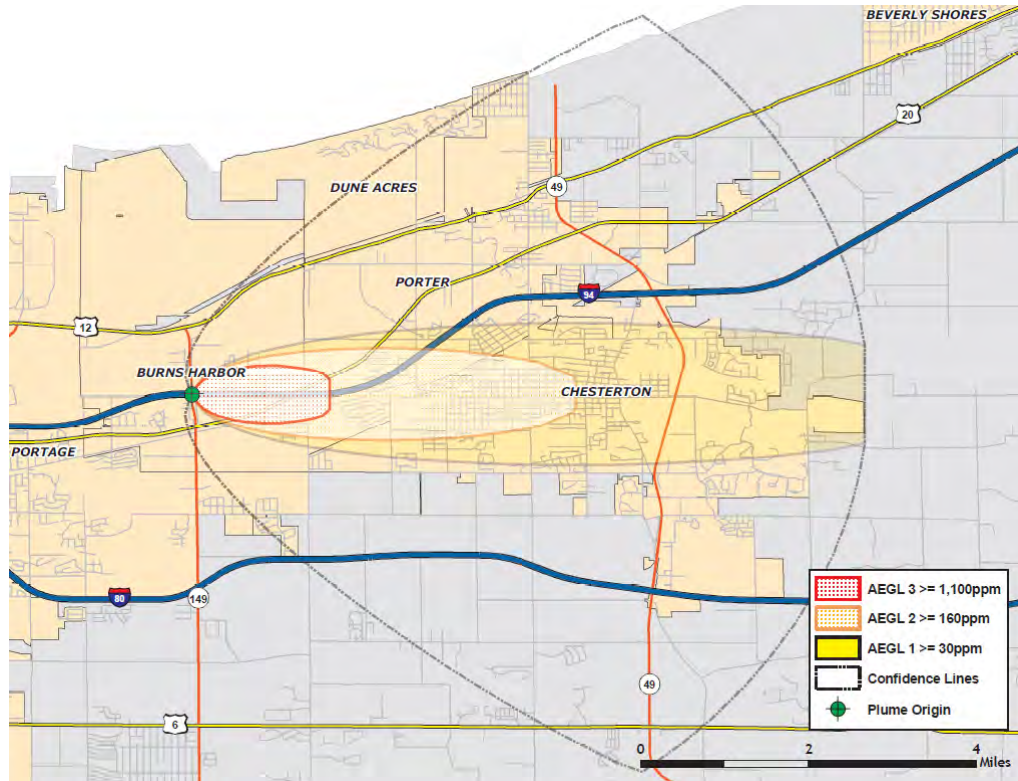 BEVERLY SHORES
20
DUNE ACRES
49
PORTER
94
12
BURNS HARBOR
CHESTERTON
PORTAGE
80
149
49
6
AEGL 3 >= 1,100ppm
AEGL 2 >= 160ppm
AEGL 1 >= 30ppm
Confidence Lines
Plume Origin
0 2 4
Miles